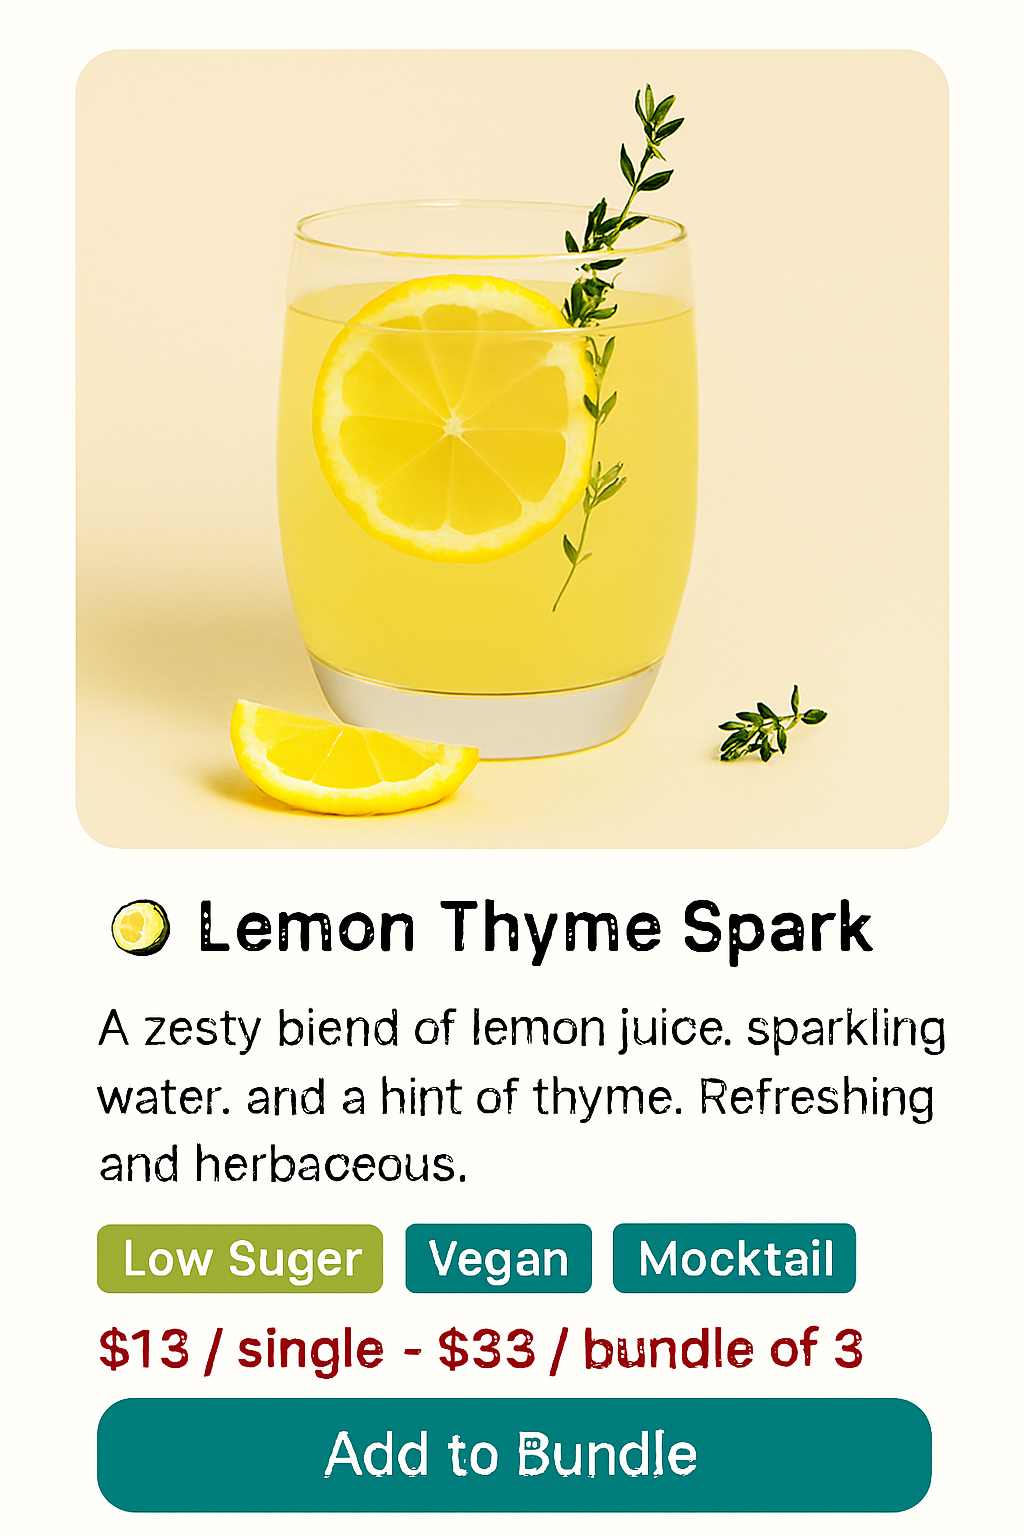 Lemon Thyme Spark
A zesty biend of lemon juice. sparkling
water. and a hint of thyme. Refreshing
and herbaceous.
Low Suger Vegan Mocktail
$13 / single - $33 / bundle of 3
Add to Bundle